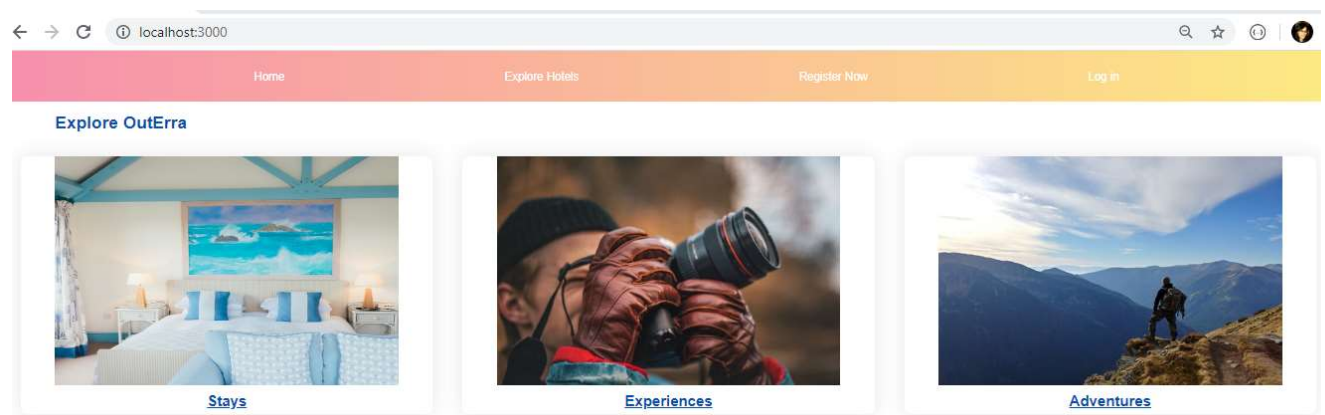 localhost:3000
Home Explore Hotels Register Now Log in
Explore OutErra
Stays Experiences Adventures